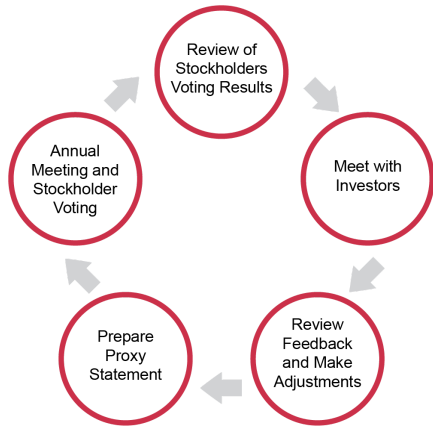 Review of
Stockholders
Voting Results
Meet with
Investors
Review
Feedback
and Make
Adjustments
Prepare
Proxy
Statement
Annual
Meeting and
Stockholder
Voting